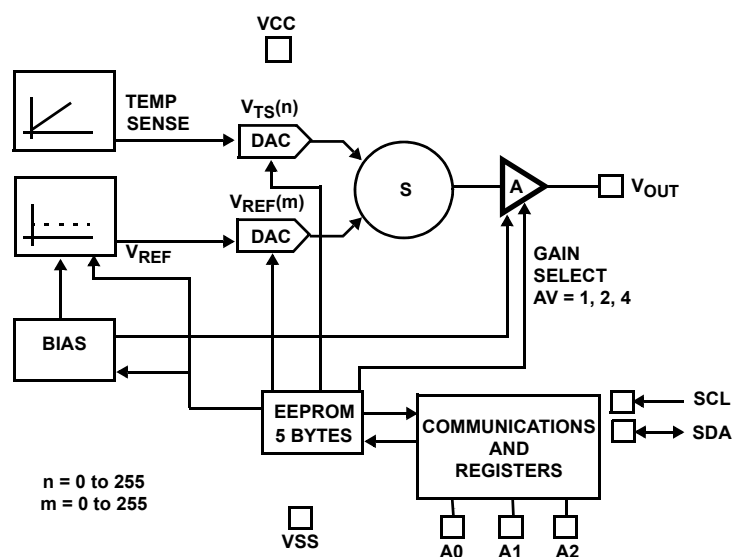 VCC
TEMP
SENSE
VTS(n)
DAC
S
A
VOUT
VREF(m)
DAC
VREF
GAIN
SELECT
AV = 1, 2, 4
BIAS
EEPROM
5 BYTES
COMMUNICATIONS
AND
REGISTERS
SCL
SDA
n = 0 to 255
m = 0 to 255
VSS
A0
A1
A2